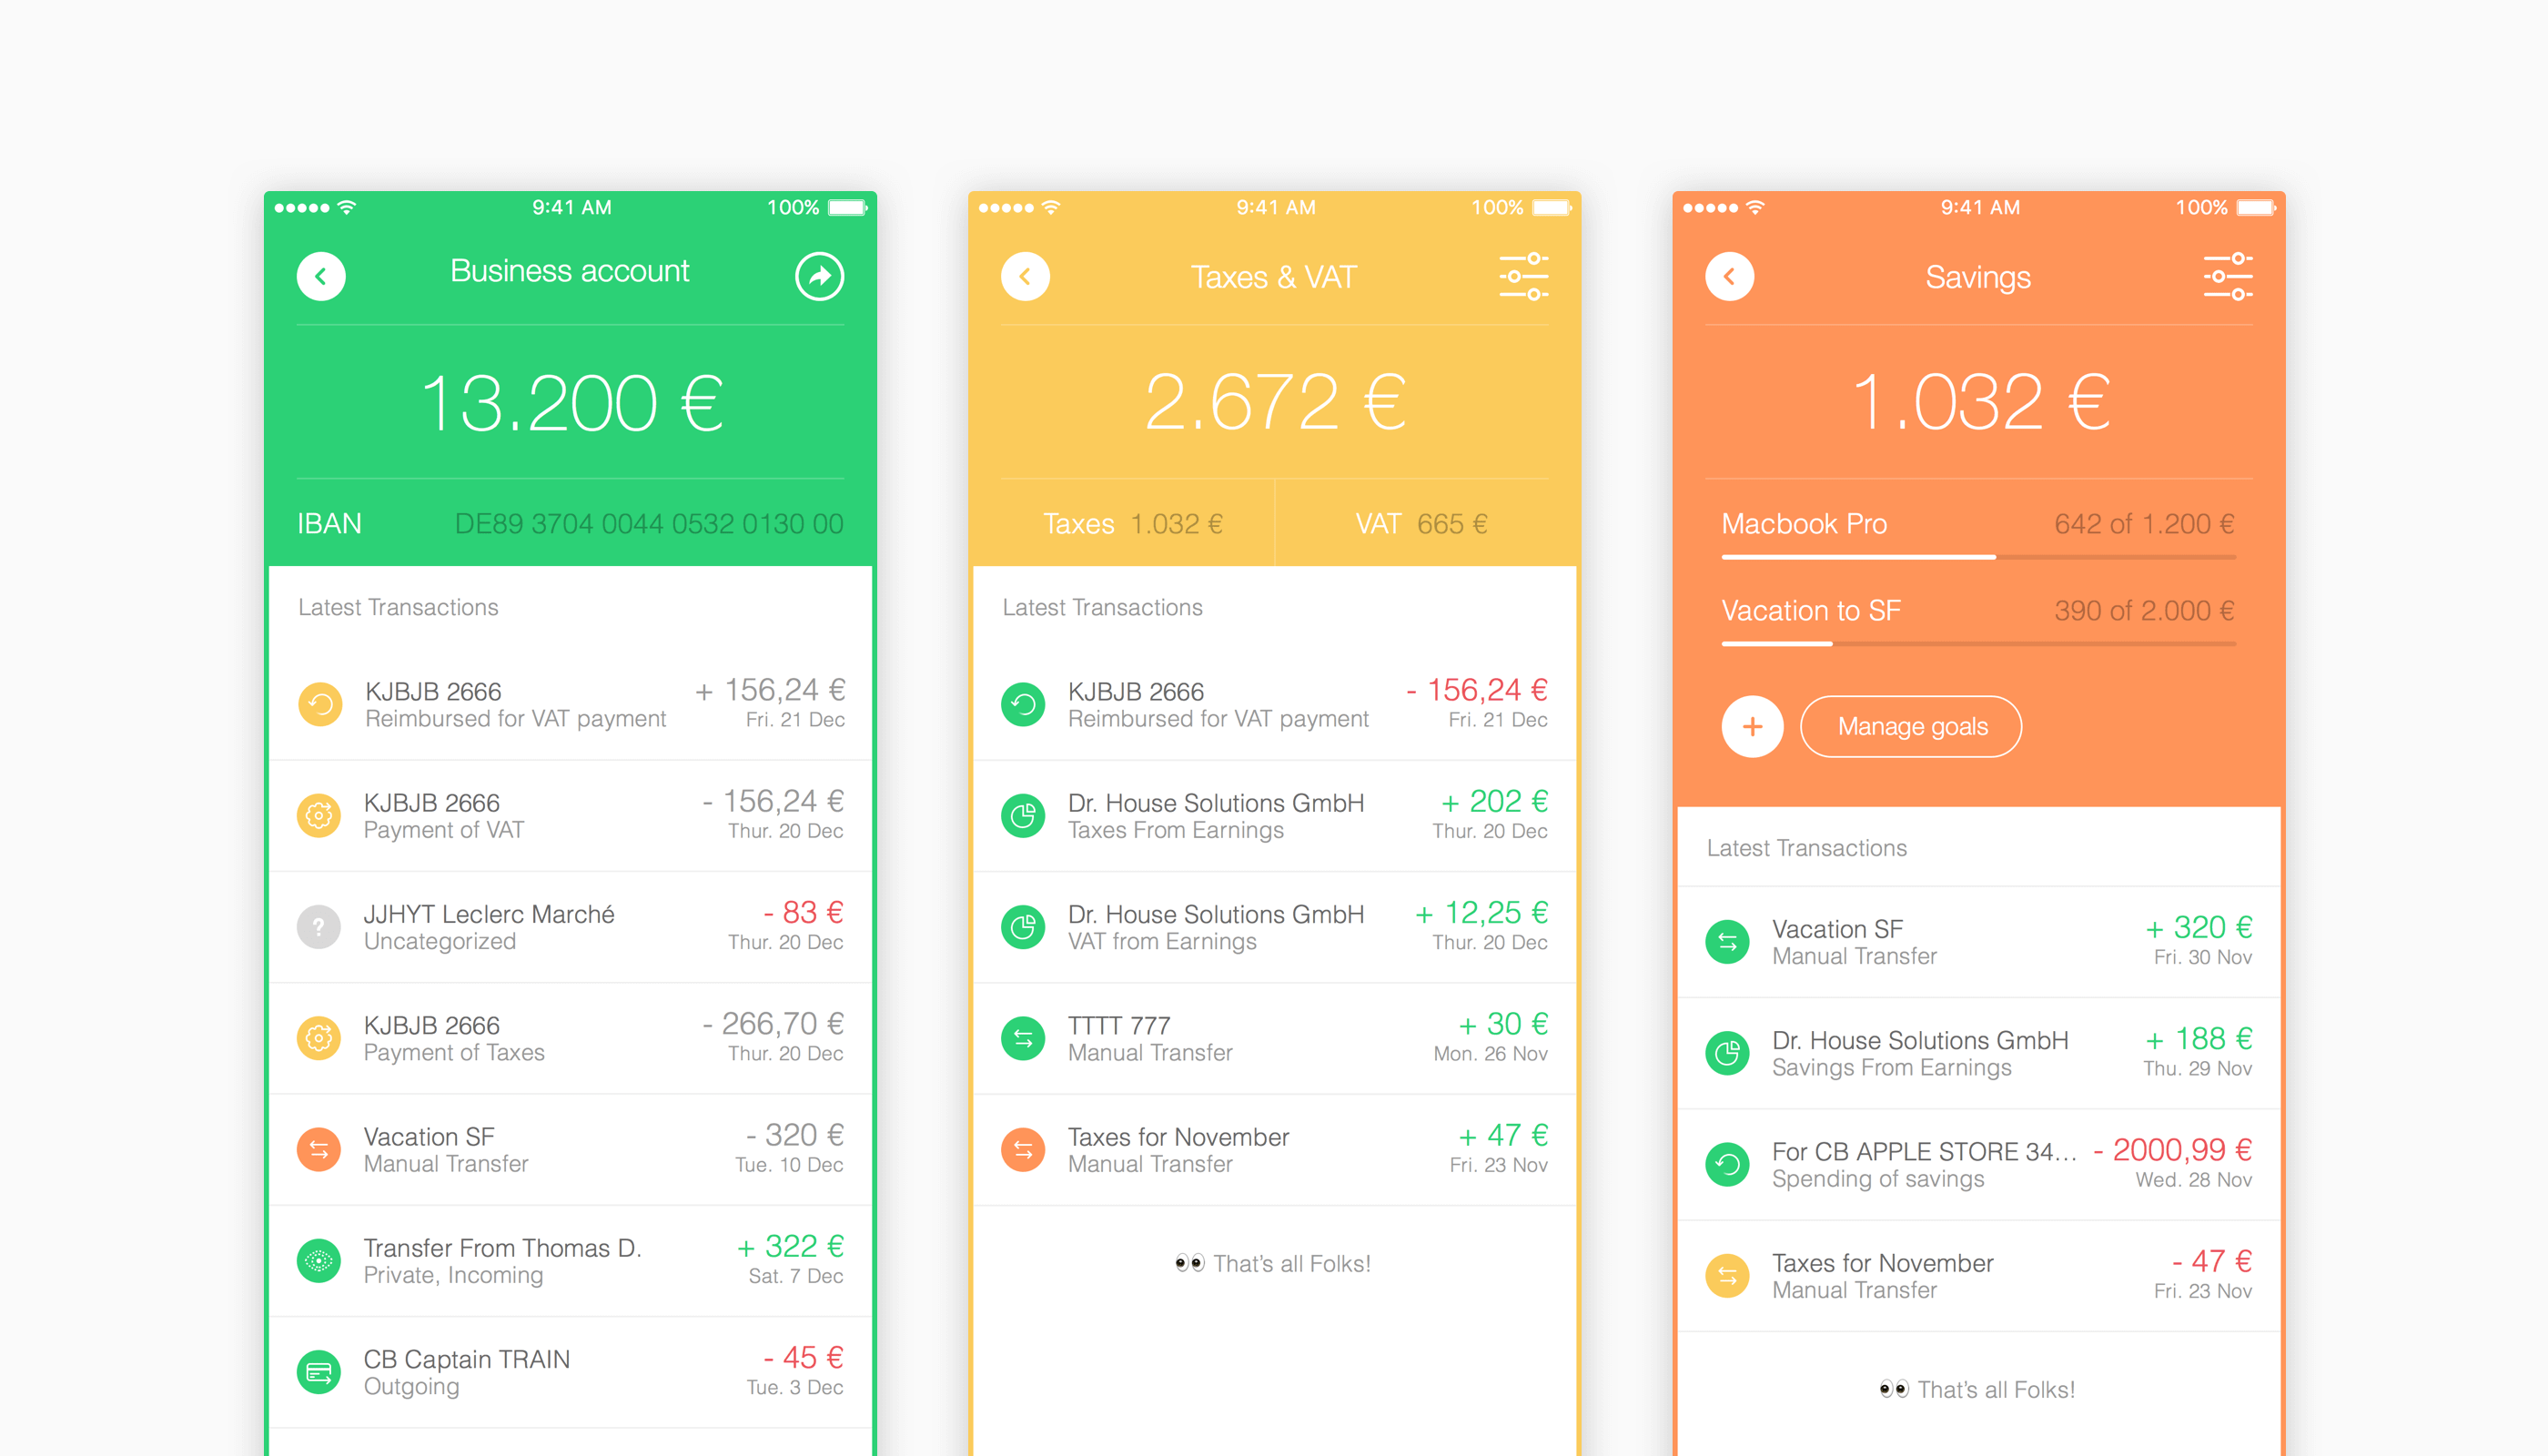 9:41 AM 100%
Business account
13.200 €
IBAN DE89 3704 0044 0532 0130 00
Latest Transactions
KJBJB 2666 + 156,24 €
Reimbursed for VAT payment Fri. 21 Dec
KJBJB 2666 - 156,24 €
Payment of VAT Thur. 20 Dec
? JJHYT Leclerc Marché - 83 €
Uncategorized Thur. 20 Dec
KJBJB 2666 - 266,70 €
Payment of Taxes Thur. 20 Dec
Vacation SF - 320 €
Manual Transfer Tue. 10 Dec
Transfer From Thomas D. + 322 €
Private, Incoming Sat. 7 Dec
CB Captain TRAIN - 45 €
Outgoing Tue. 3 Dec
9:41 AM 100%
Taxes & VAT
2.672 €
Taxes 1.032 € VAT 665 €
Latest Transactions
KJBJB 2666 - 156,24 €
Reimbursed for VAT payment Fri. 21 Dec
Dr. House Solutions GmbH + 202 €
Taxes From Earnings Thur. 20 Dec
Dr. House Solutions GmbH + 12,25 €
VAT from Earnings Thur. 20 Dec
TTTT 777 + 30 €
Manual Transfer Mon. 26 Nov
Taxes for November + 47 €
Manual Transfer Fri. 23 Nov
👀 That's all Folks!
9:41 AM 100%
Savings
1.032 €
Macbook Pro 642 of 1.200 €
Vacation to SF 390 of 2.000 €
+ Manage goals
Latest Transactions
Vacation SF + 320 €
Manual Transfer Fri. 30 Nov
Dr. House Solutions GmbH + 188 €
Savings From Earnings Thu. 29 Nov
For CB APPLE STORE 34... - 2000,99 €
Spending of savings Wed. 28 Nov
Taxes for November - 47 €
Manual Transfer Fri. 23 Nov
👀 That's all Folks!